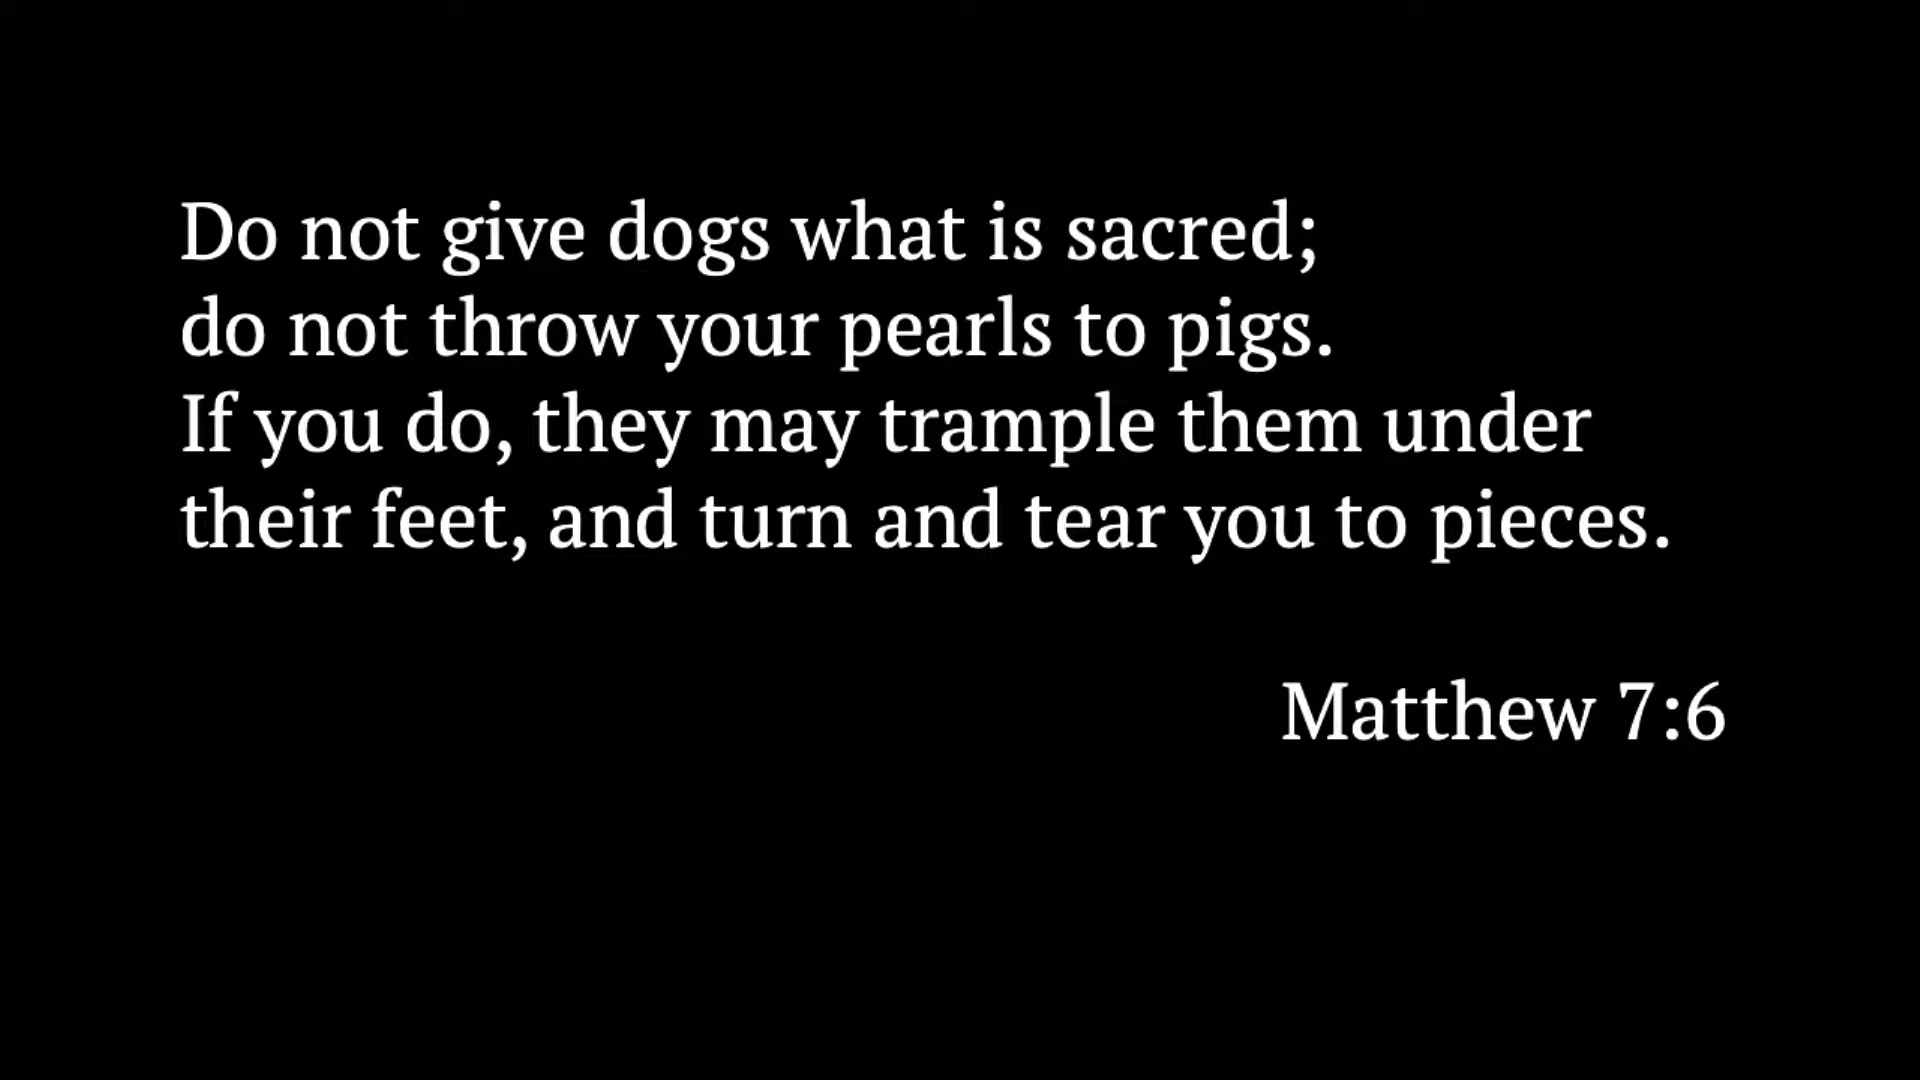 Do not give dogs what is sacred;
do not throw your pearls to pigs.
If you do, they may trample them under
their feet, and turn and tear you to pieces.
Matthew 7:6